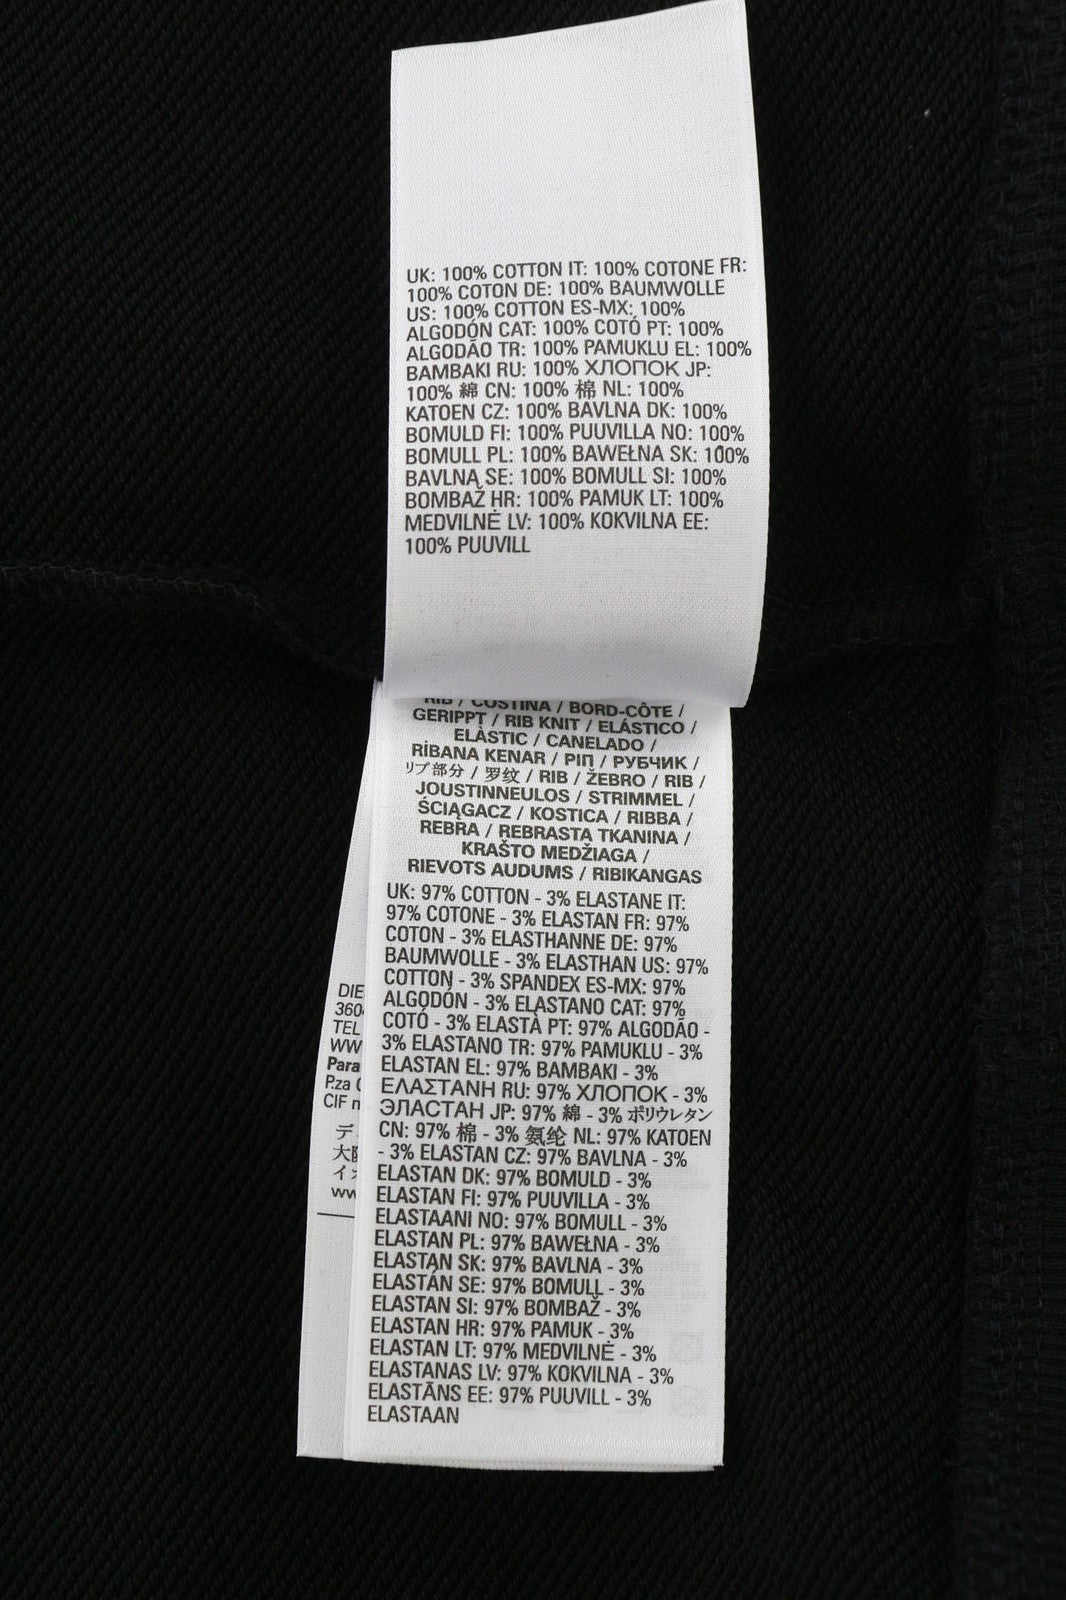 UK: 100% COTTON IT: 100% COTONE FR:
100% COTON DE: 100% BAUMWOLLE
US: 100% COTTON ES-MX: 100%
ALGODÓN CAT: 100% COTÓ PT: 100%
ALGODÃO TR: 100% PAMUKLU EL: 100%
BAMBAKI RU: 100% ХЛОПОК JP:
100% 綿 CN: 100% 棉 NL: 100%
KATOEN CZ: 100% BAVLNA DK: 100%
BOMULD FI: 100% PUUVILLA NO: 100%
BOMULL PL: 100% BAWEŁNA SK: 100%
BAVLNA SE: 100% BOMULL SI: 100%
BOMBAŽ HR: 100% PAMUK LT: 100%
MEDVILNĖ LV: 100% KOKVILNA EE:
100% PUUVILL
RIB / COSTINA / BORD-CÔTE /
GERIPPT / RIB KNIT / ELÁSTICO /
ELÀSTIC / CANELADO /
RİBANA KENAR / ΡΙΠ / РУБЧИК /
リブ部分 / 罗纹 / RIB / ŽEBRO / RIB /
JOUSTINNEULOS / STRIMMEL /
ŚCIĄGACZ / KOSTICA / RIBBA /
REBRA / REBRASTA TKANINA /
KRAŠTO MEDŽIAGA /
RIEVOTS AUDUMS / RIBIKANGAS
UK: 97% COTTON - 3% ELASTANE IT:
97% COTONE - 3% ELASTAN FR: 97%
COTON - 3% ELASTHANNE DE: 97%
BAUMWOLLE - 3% ELASTHAN US: 97%
COTTON - 3% SPANDEX ES-MX: 97%
ALGODÓN - 3% ELASTANO CAT: 97%
COTÓ - 3% ELASTÀ PT: 97% ALGODÃO -
3% ELASTANO TR: 97% PAMUKLU - 3%
ELASTAN EL: 97% BAMBAKI - 3%
ΕΛΑΣΤΑΝΗ RU: 97% ХЛОПОК - 3%
ЭЛАСТАН JP: 97% 綿 - 3% ポリウレタン
CN: 97% 棉 - 3% 氨纶 NL: 97% KATOEN
- 3% ELASTAN CZ: 97% BAVLNA - 3%
ELASTAN DK: 97% BOMULD - 3%
ELASTAN FI: 97% PUUVILLA - 3%
ELASTAANI NO: 97% BOMULL - 3%
ELASTAN PL: 97% BAWEŁNA - 3%
ELASTAN SK: 97% BAVLNA - 3%
ELASTÁN SE: 97% BOMULL - 3%
ELASTAN SI: 97% BOMBAŽ - 3%
ELASTAN HR: 97% PAMUK - 3%
ELASTAN LT: 97% MEDVILNĖ - 3%
ELASTANAS LV: 97% KOKVILNA - 3%
ELASTĀNS EE: 97% PUUVILL - 3%
ELASTAAN
DIE
360
TEL
WW
Para
P.za
CIF
デ
大阪
イ
ww